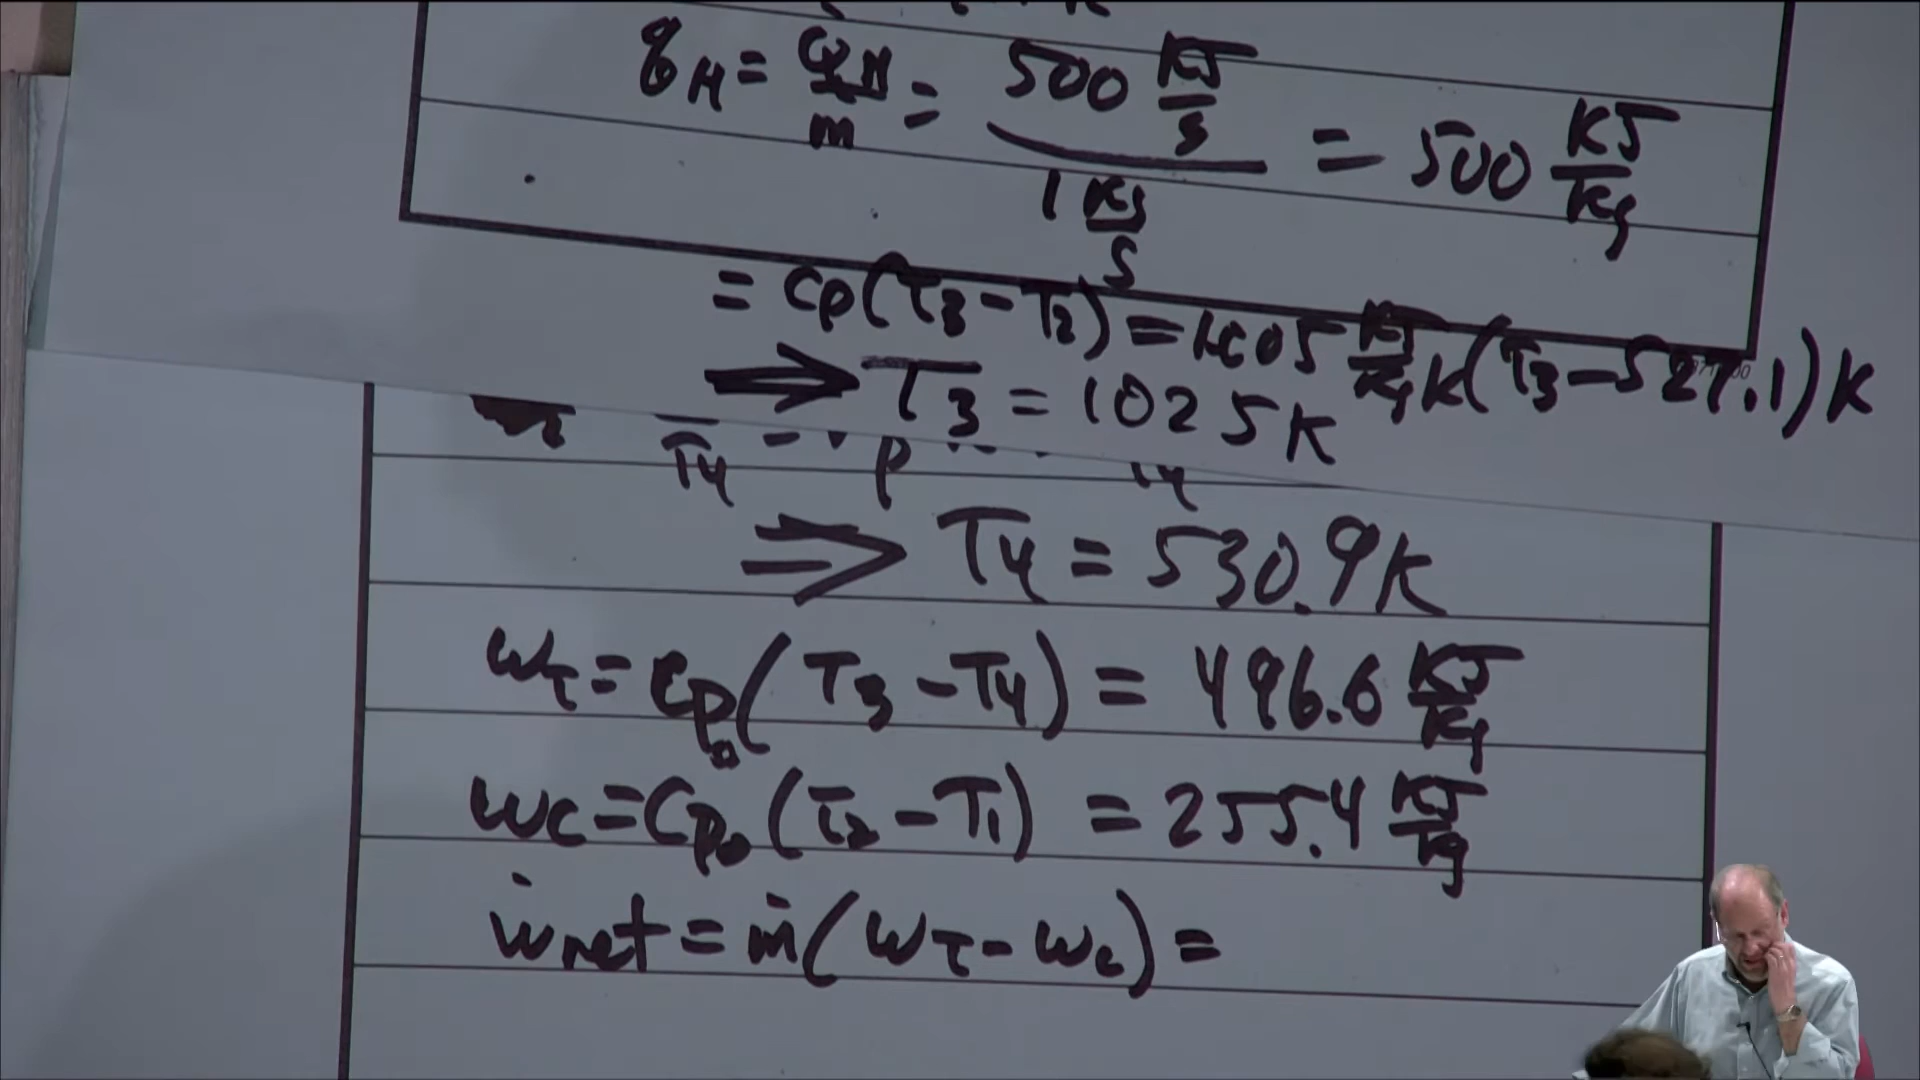 qH = Q̇H/ṁ = 500 KJ/s / 1 Kg/s = 500 KJ/Kg
= Cp(T3 - T2) = 1.005 KJ/Kg K (T3 - 527.1) K
⇒ T3 = 1025 K
⇒ T4 = 530.9 K
wT = Cp0 (T3 - T4) = 496.6 KJ/Kg
wC = Cp0 (T2 - T1) = 255.4 KJ/Kg
ẇnet = ṁ(wT - wc) =